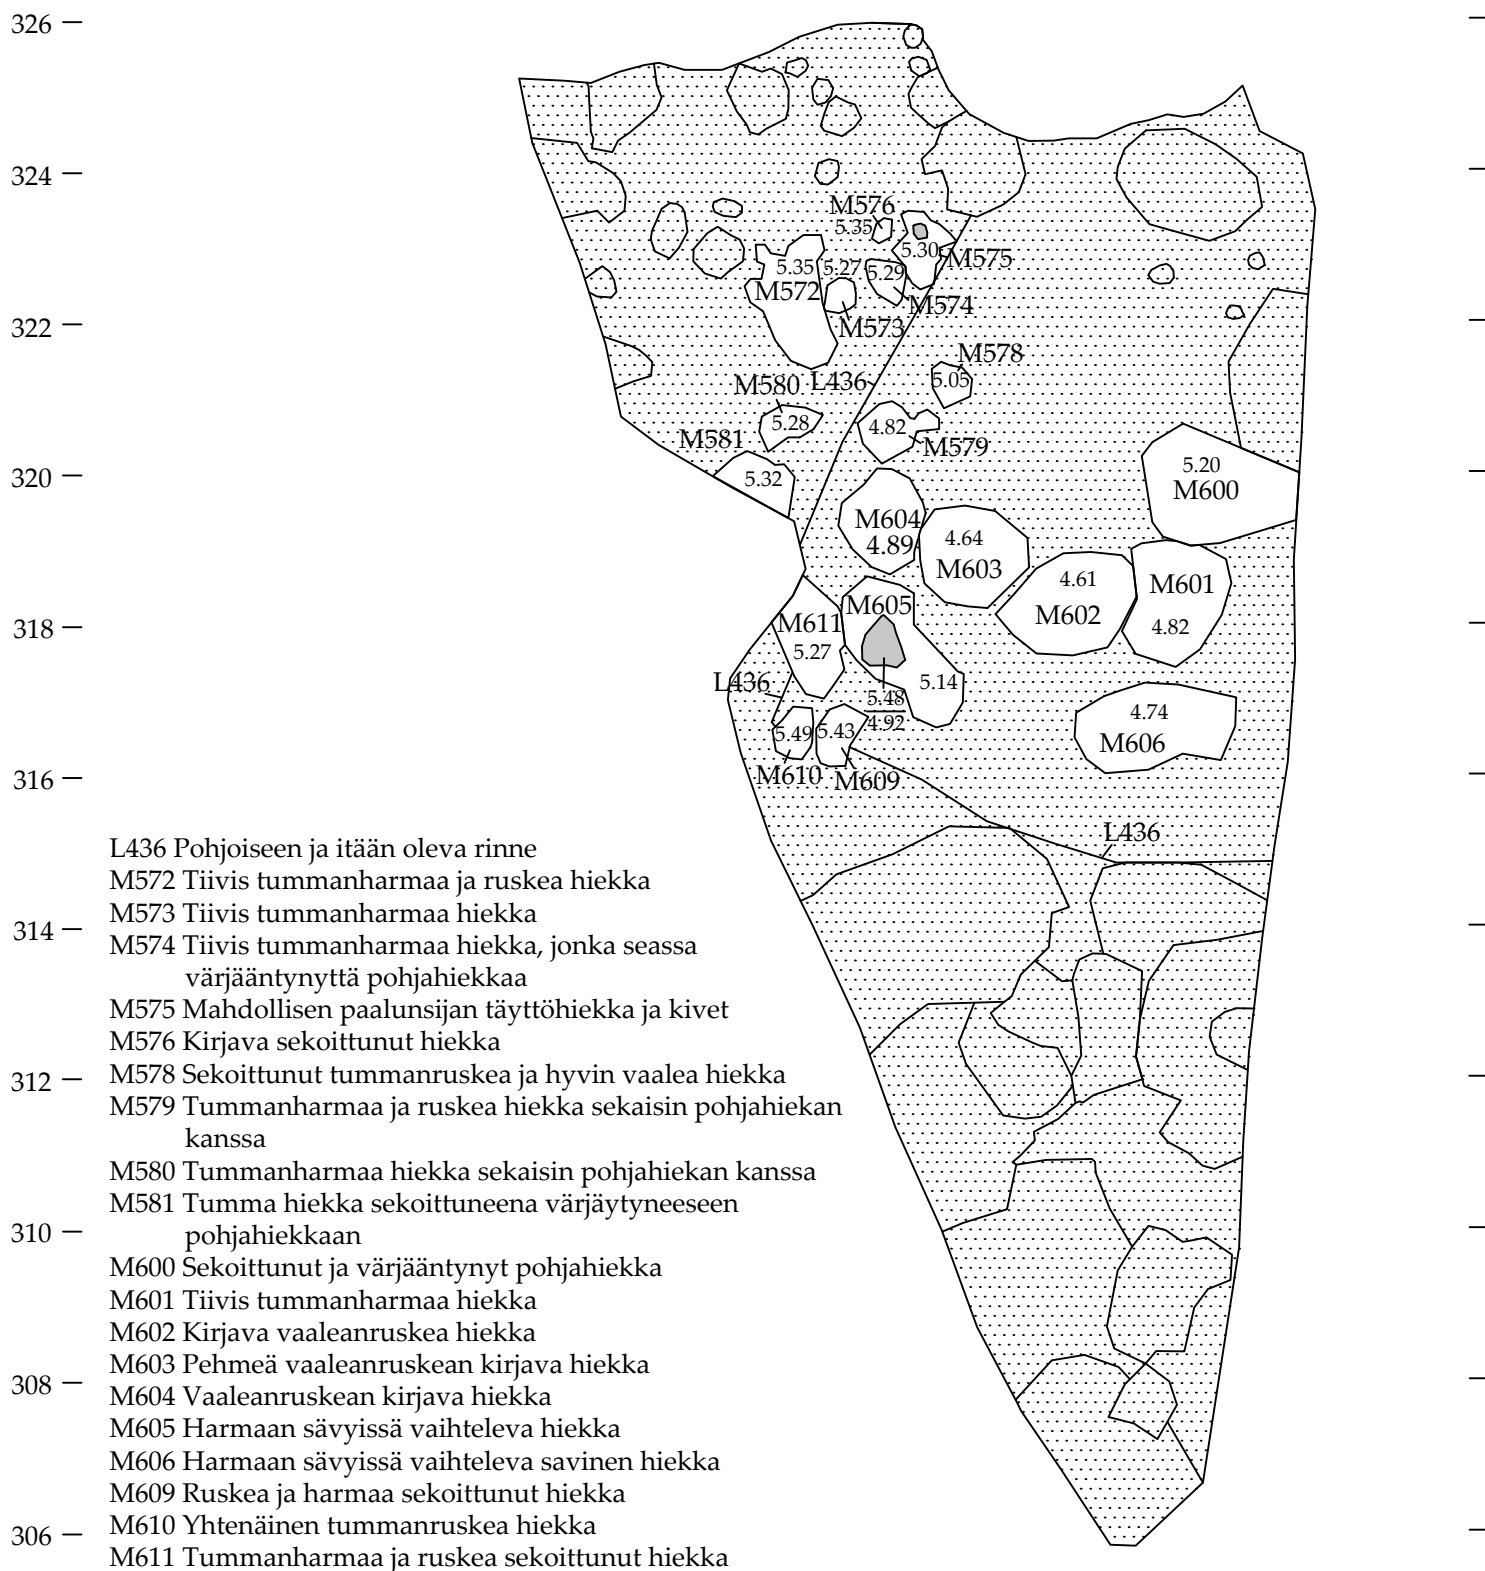 326
324
M576
5.35
5.30
M575
5.35
5.27
5.29
M572
M574
322
M573
M578
5.05
M580
L436
5.28
4.82
M581
M579
320
5.32
5.20
M600
M604
4.89
4.64
M603
4.61
M601
M605
M602
318
M611
4.82
5.27
L436
5.14
5.48
4.92
4.74
5.49
5.43
M606
316
M610
M609
L436
L436 Pohjoiseen ja itään oleva rinne
M572 Tiivis tummanharmaa ja ruskea hiekka
M573 Tiivis tummanharmaa hiekka
314
M574 Tiivis tummanharmaa hiekka, jonka seassa
värjääntynyttä pohjahiekkaa
M575 Mahdollisen paalunsijan täyttöhiekka ja kivet
M576 Kirjava sekoittunut hiekka
312
M578 Sekoittunut tummanruskea ja hyvin vaalea hiekka
M579 Tummanharmaa ja ruskea hiekka sekaisin pohjahiekan
kanssa
M580 Tummanharmaa hiekka sekaisin pohjahiekan kanssa
M581 Tumma hiekka sekoittuneena värjäytyneeseen
310
pohjahiekkaan
M600 Sekoittunut ja värjääntynyt pohjahiekka
M601 Tiivis tummanharmaa hiekka
M602 Kirjava vaaleanruskea hiekka
M603 Pehmeä vaaleanruskean kirjava hiekka
308
M604 Vaaleanruskean kirjava hiekka
M605 Harmaan sävyissä vaihteleva hiekka
M606 Harmaan sävyissä vaihteleva savinen hiekka
M609 Ruskea ja harmaa sekoittunut hiekka
306
M610 Yhtenäinen tummanruskea hiekka
M611 Tummanharmaa ja ruskea sekoittunut hiekka